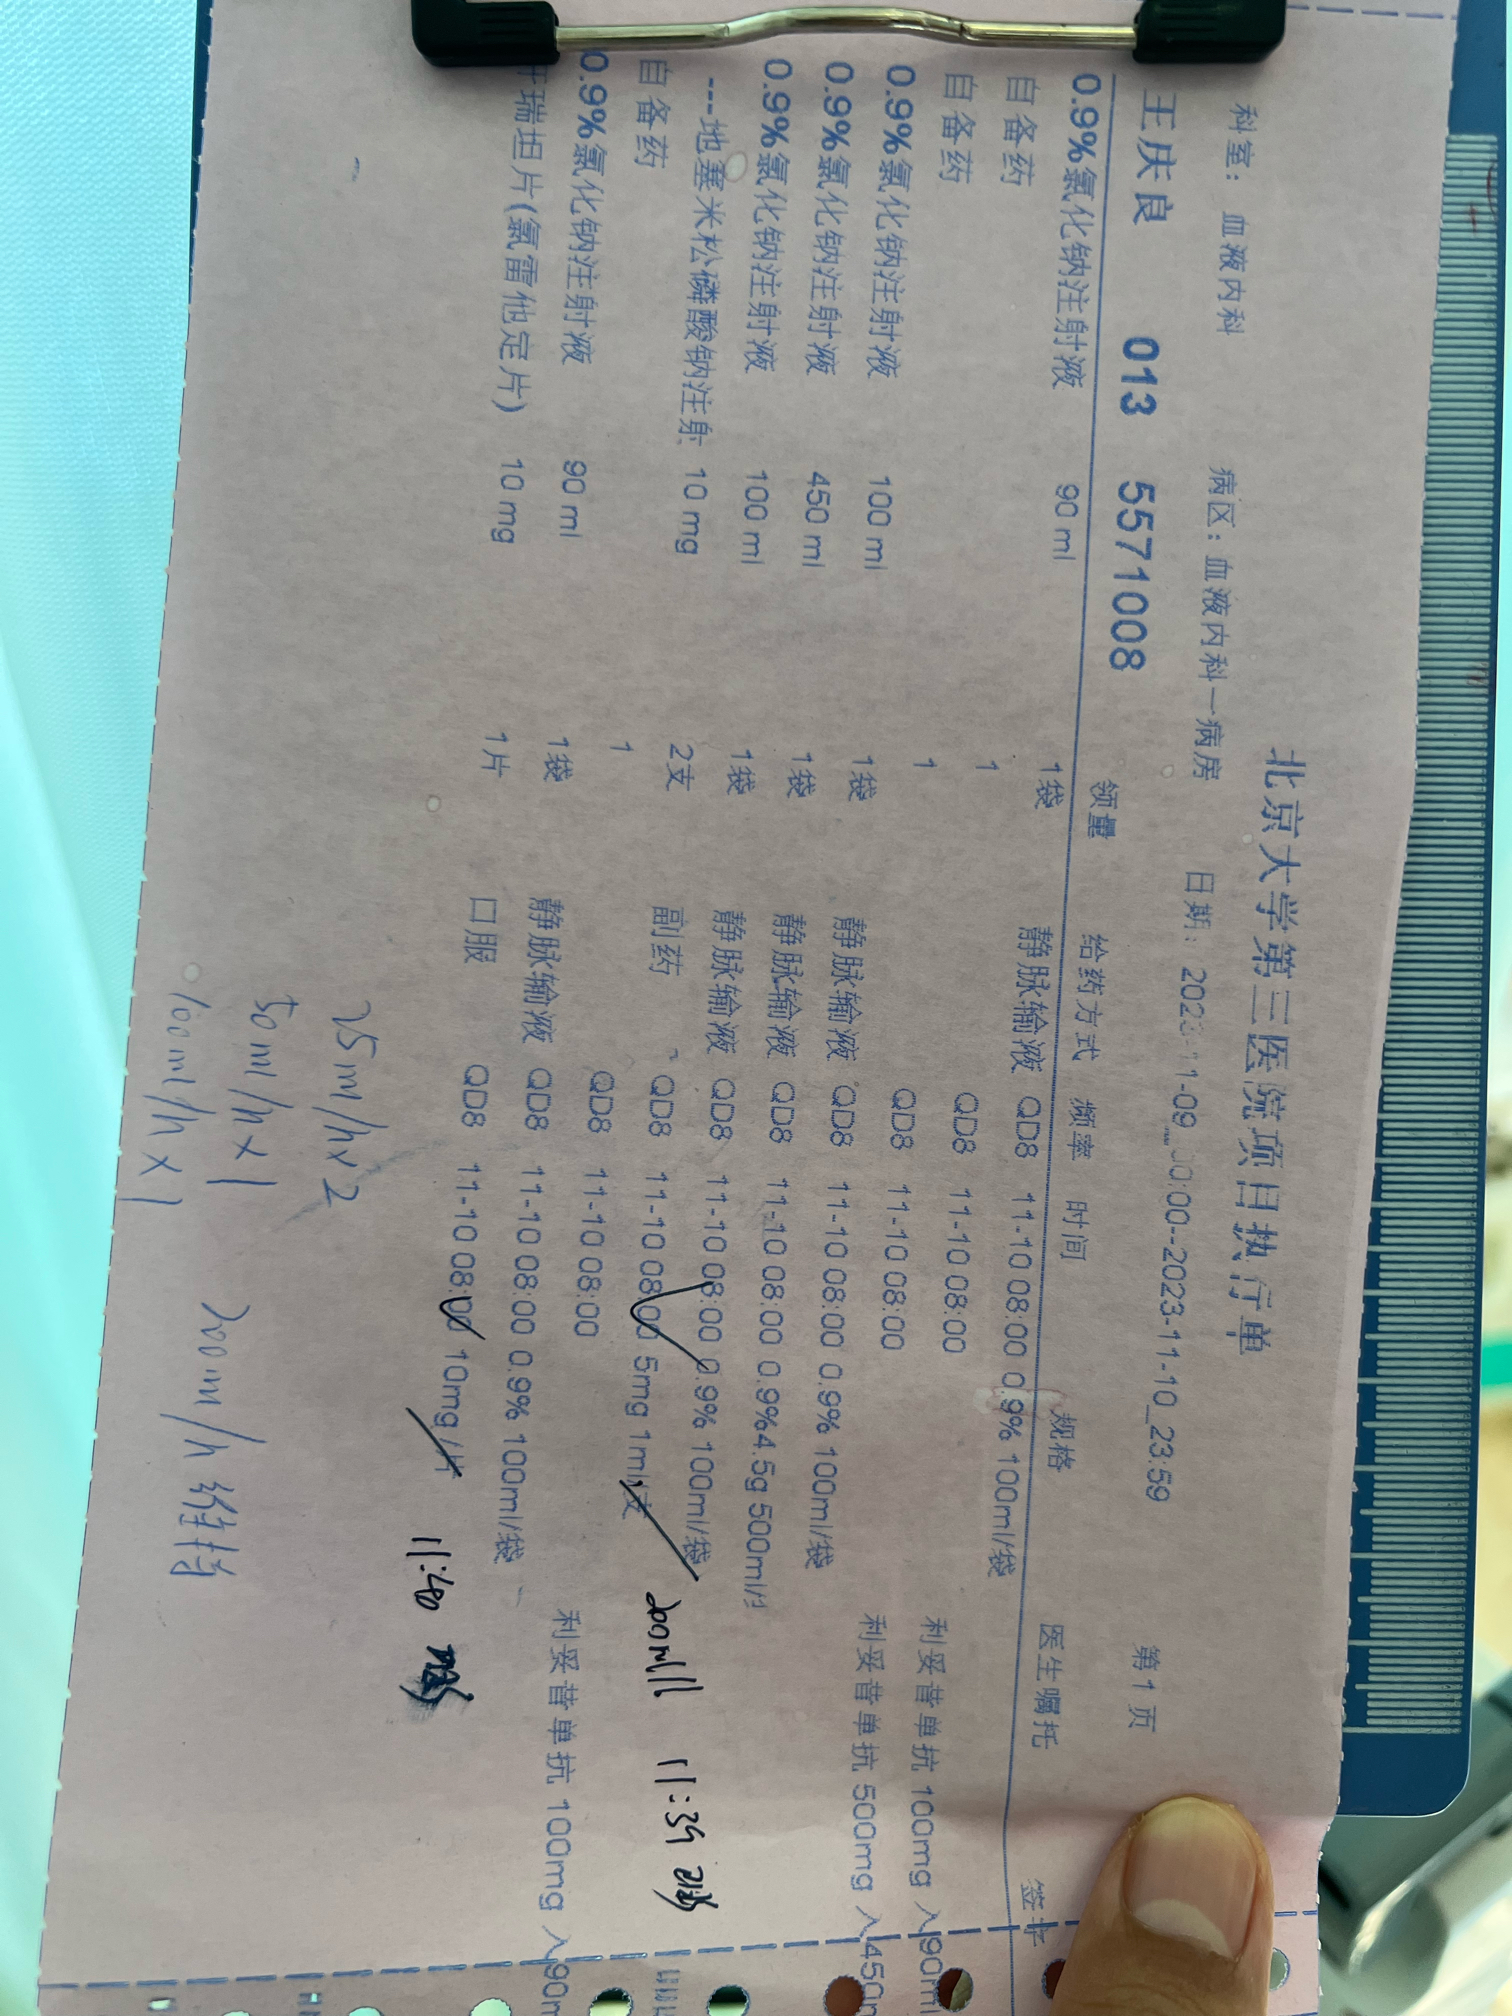 北京大学第三医院项目执行单
科室: 血液内科 病区: 血液内科一病房 日期: 2023-11-09_00:00--2023-11-10_23:59 第1页
王庆良 013 5571008
领量 给药方式 频率 时间 规格 医生嘱托 签字
0.9%氯化钠注射液 90 ml 1袋 静脉输液 QD8 11-10 08:00 0.9% 100ml/袋
自备药 1 QD8 11-10 08:00 利妥昔单抗 100mg 入90ml
自备药 1 QD8 11-10 08:00 利妥昔单抗 500mg 入450m
0.9%氯化钠注射液 100 ml 1袋 静脉输液 QD8 11-10 08:00 0.9% 100ml/袋
0.9%氯化钠注射液 450 ml 1袋 静脉输液 QD8 11-10 08:00 0.9%4.5g 500ml/
0.9%氯化钠注射液 100 ml 1袋 静脉输液 QD8 11-10 08:00 0.9% 100ml/袋
---地塞米松磷酸钠注射 10 mg 2支 副药 QD8 11-10 08:00 5mg 1ml/支 200ml 11:39
自备药 1 QD8 11-10 08:00 利妥昔单抗 100mg 入90m
0.9%氯化钠注射液 90 ml 1袋 静脉输液 QD8 11-10 08:00 0.9% 100ml/袋
开瑞坦片(氯雷他定片) 10 mg 1片 口服 QD8 11-10 08:00 10mg/片 11:40
25ml/h×2
50ml/h×1 200ml/h 维持
100ml/h×1